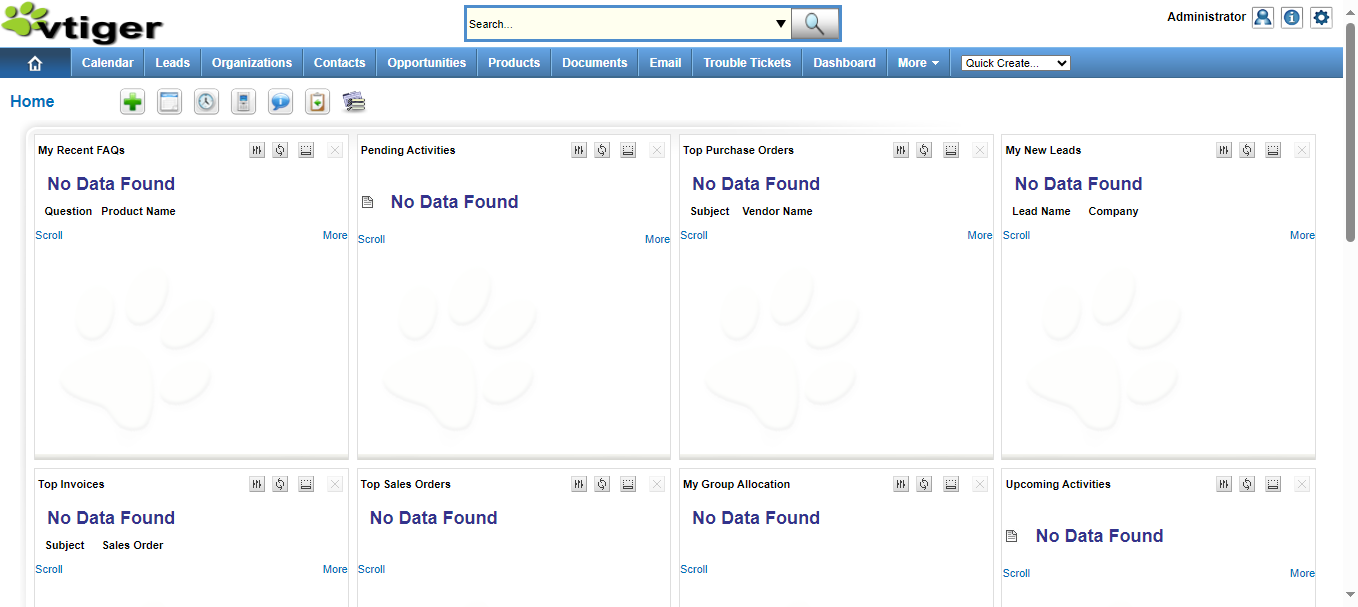 vtiger
Search...
Administrator
Calendar Leads Organizations Contacts Opportunities Products Documents Email Trouble Tickets Dashboard More Quick Create...
Home
My Recent FAQs
No Data Found
Question Product Name
Scroll More
Pending Activities
No Data Found
Scroll More
Top Purchase Orders
No Data Found
Subject Vendor Name
Scroll More
My New Leads
No Data Found
Lead Name Company
Scroll More
Top Invoices
No Data Found
Subject Sales Order
Scroll More
Top Sales Orders
No Data Found
Scroll
My Group Allocation
No Data Found
Scroll
Upcoming Activities
No Data Found
Scroll More